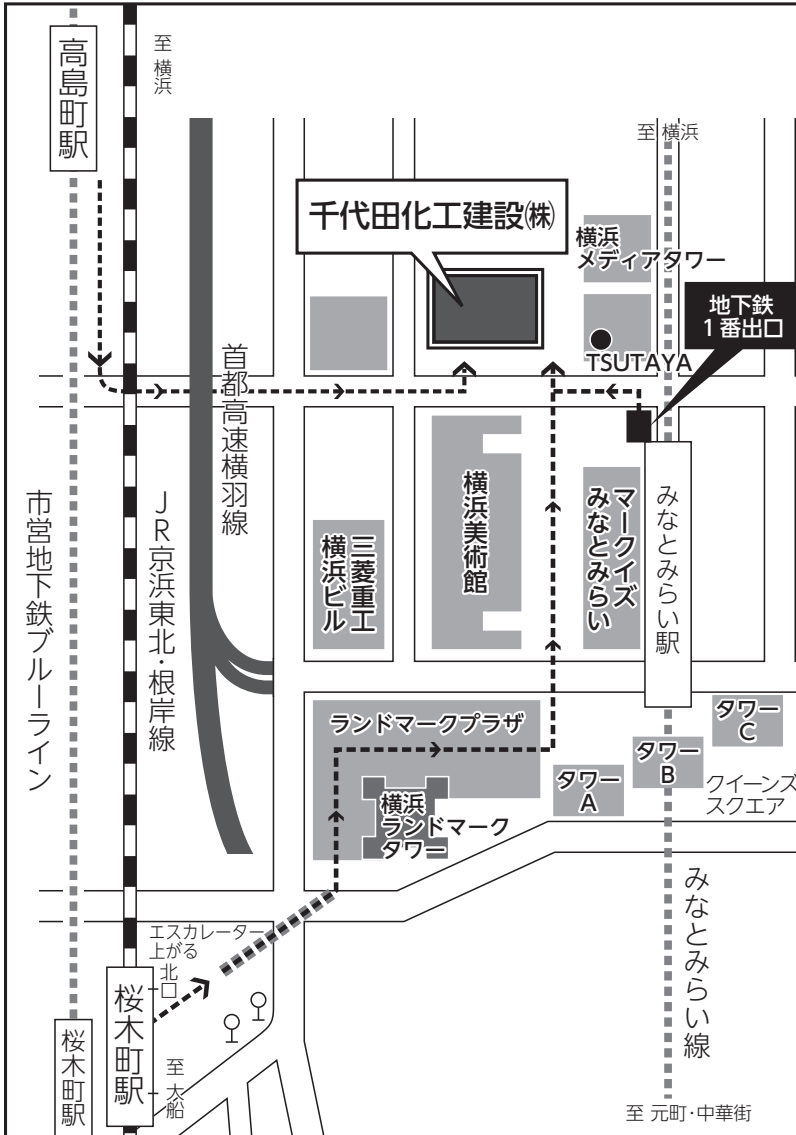 高島町駅
至 横浜
至 横浜
千代田化工建設㈱
横浜
メディアタワー
地下鉄
1番出口
TSUTAYA
首都高速横羽線
市営地下鉄ブルーライン
JR京浜東北・根岸線
三菱重工
横浜ビル
横浜美術館
マークイズ
みなとみらい
みなとみらい駅
ランドマークプラザ
横浜
ランドマーク
タワー
タワー
A
タワー
B
タワー
C
クイーンズ
スクエア
みなとみらい線
エスカレーター
上がる
北口
桜木町駅
桜木町駅
至 大船
至 元町・中華街